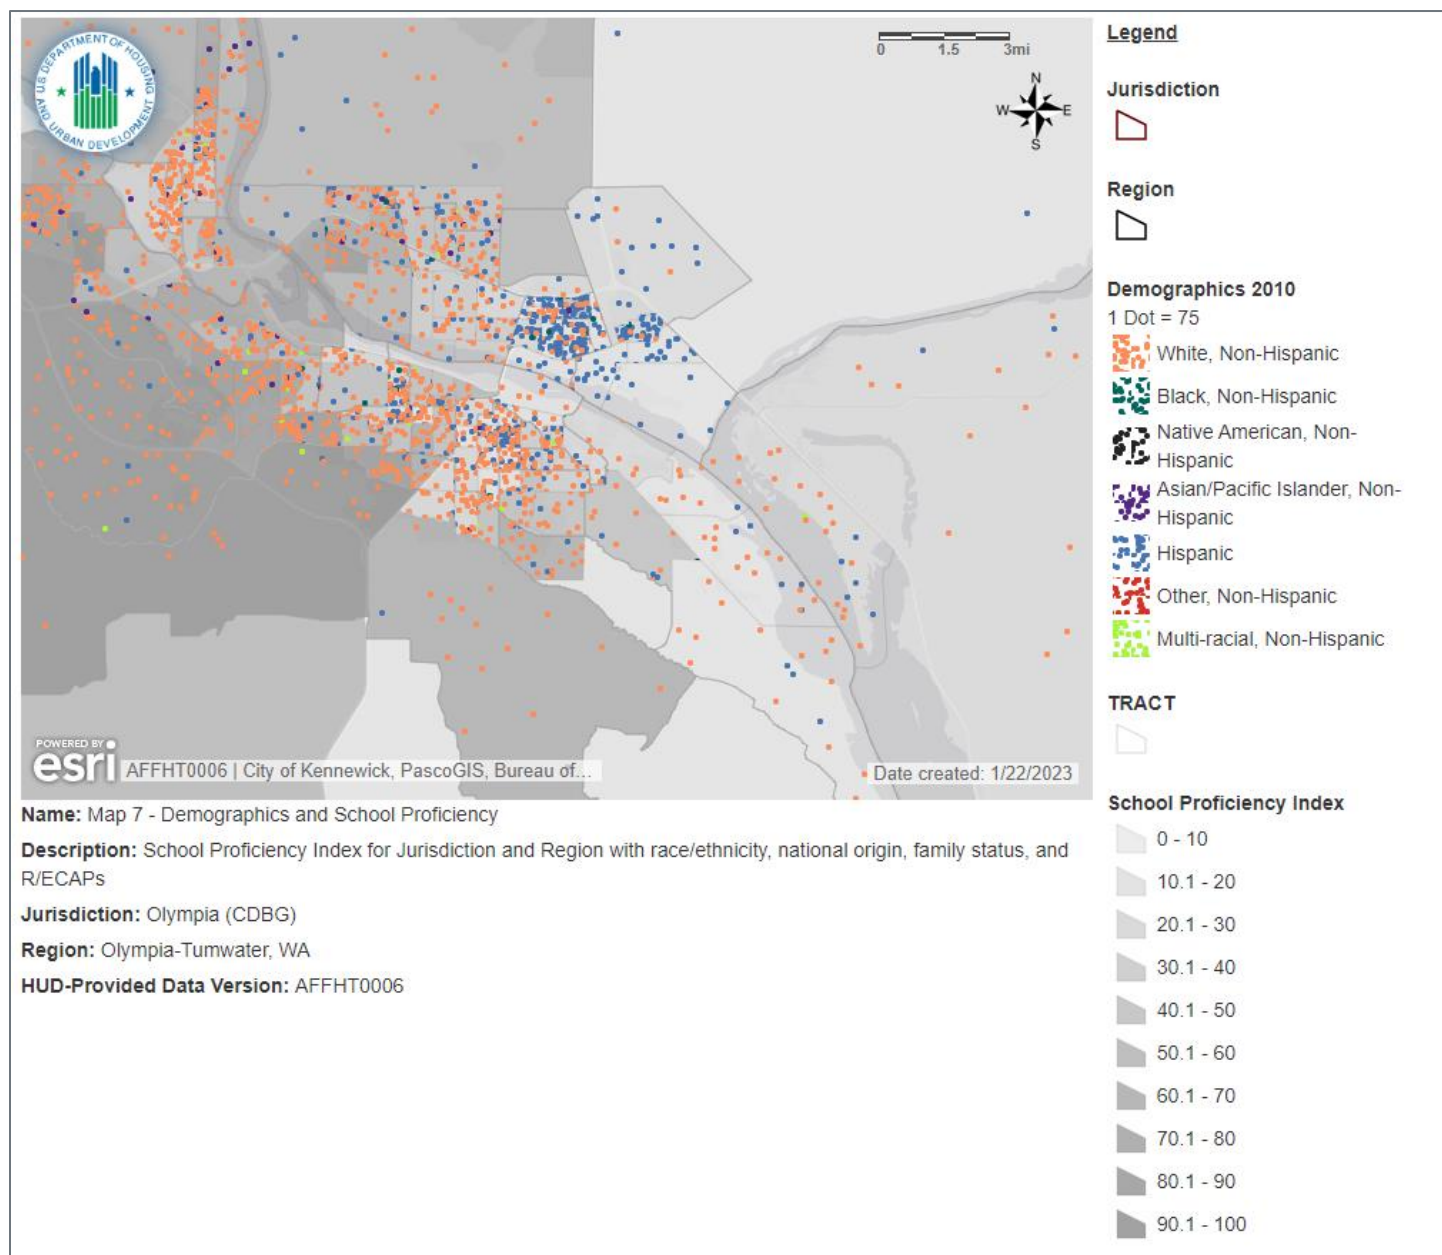 U.S. DEPARTMENT OF HOUSING
AND URBAN DEVELOPMENT
0 1.5 3mi
N
W E
S
POWERED BY
esri
AFFHT0006 | City of Kennewick, PascoGIS, Bureau of...
Date created: 1/22/2023
Name: Map 7 - Demographics and School Proficiency
Description: School Proficiency Index for Jurisdiction and Region with race/ethnicity, national origin, family status, and
R/ECAPs
Jurisdiction: Olympia (CDBG)
Region: Olympia-Tumwater, WA
HUD-Provided Data Version: AFFHT0006
Legend
Jurisdiction
Region
Demographics 2010
1 Dot = 75
White, Non-Hispanic
Black, Non-Hispanic
Native American, Non-
Hispanic
Asian/Pacific Islander, Non-
Hispanic
Hispanic
Other, Non-Hispanic
Multi-racial, Non-Hispanic
TRACT
School Proficiency Index
0 - 10
10.1 - 20
20.1 - 30
30.1 - 40
40.1 - 50
50.1 - 60
60.1 - 70
70.1 - 80
80.1 - 90
90.1 - 100